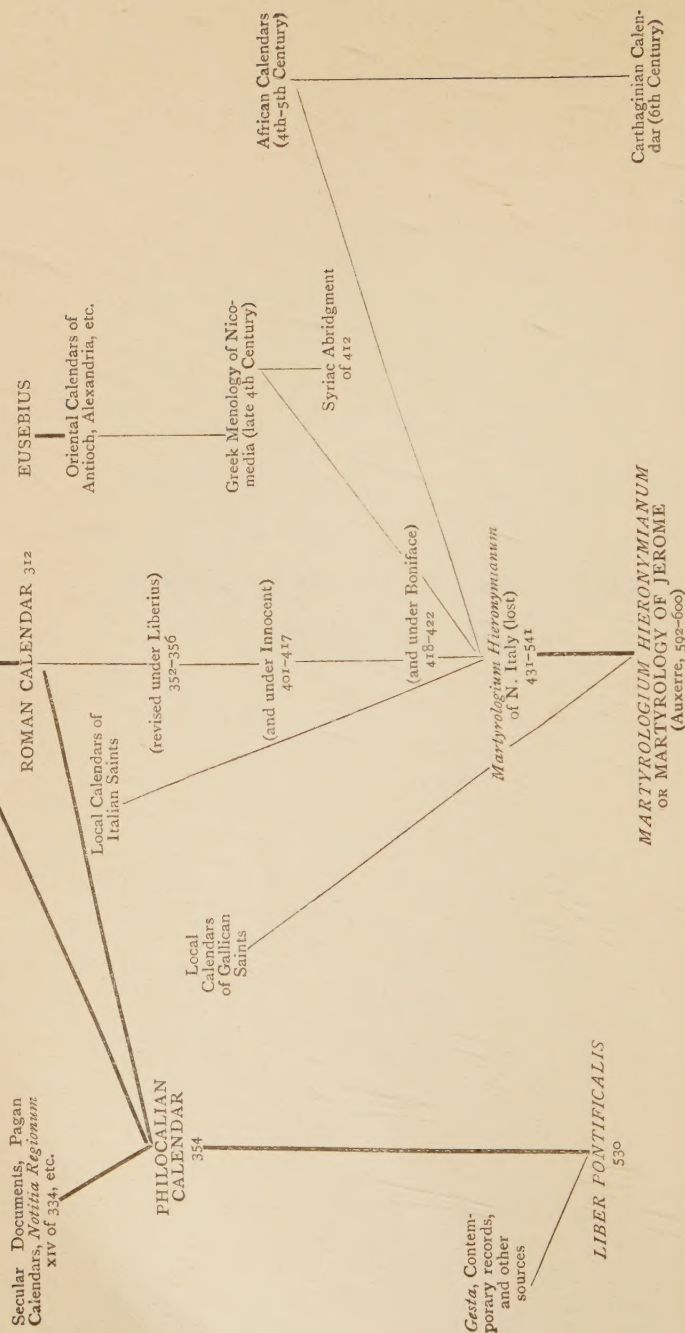 Secular Documents, Pagan
Calendars, Notitia Regionum
XIV of 334, etc.
ROMAN CALENDAR 312
EUSEBIUS
Oriental Calendars of
Antioch, Alexandria, etc.
African Calendars
(4th-5th Century)
Local Calendars of
Italian Saints
(revised under Liberius)
352-356
PHILOCALIAN
CALENDAR
354
Local
Calendars
of Gallican
Saints
(and under Innocent)
401-417
Greek Menology of Nico-
media (late 4th Century)
Syriac Abridgment
of 412
(and under Boniface)
418-422
Martyrologium Hieronymianum
of N. Italy (lost)
431-541
Gesta, Contem-
porary records,
and other
sources
LIBER PONTIFICALIS
530
MARTYROLOGIUM HIERONYMIANUM
OR MARTYROLOGY OF JEROME
(Auxerre, 592-600)
Carthaginian Calen-
dar (6th Century)